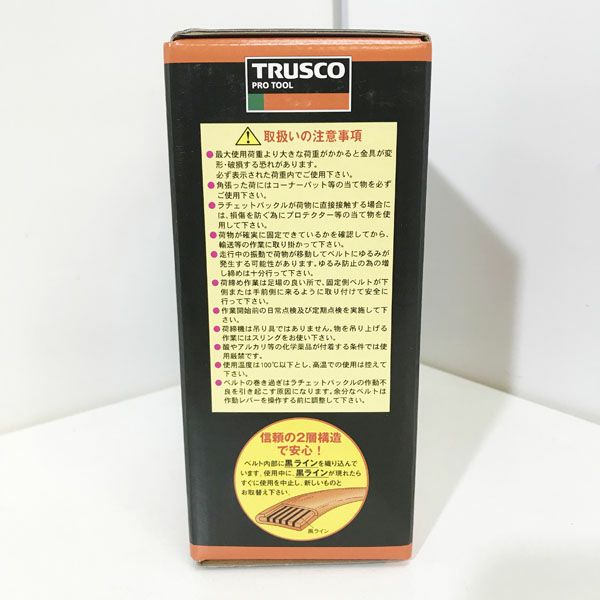 TRUSCO
PRO TOOL
取扱いの注意事項
●最大使用荷重より大きな荷重がかかると金具が変
形・破損する恐れがあります。
必ず表示された荷重内でご使用下さい。
●角張った荷にはコーナーパット等の当て物を必ず
ご使用下さい。
●ラチェットバックルが荷物に直接接触する場合に
は、損傷を防ぐ為にプロテクター等の当て物を使
用して下さい。
●荷物が確実に固定できているかを確認してから、
輸送等の作業に取り掛かって下さい。
●走行中の振動で荷物が移動してベルトにゆるみが
発生する可能性があります。ゆるみ防止の為の増
し締めは十分行って下さい。
●荷締め作業は足場の良い所で、固定側ベルトが下
側または手前側に来るように取り付けて安全に
行って下さい。
●作業開始前の日常点検及び定期点検を実施して下
さい。
●荷締機は吊り具ではありません。物を吊り上げる
作業にはスリングをお使い下さい。
●酸やアルカリ等の化学薬品が付着する条件では使
用厳禁です。
●使用温度は100℃以下とし、高温での使用は控えて
下さい。
●ベルトの巻き過ぎはラチェットバックルの作動不
良を引き起こす原因になります。余分なベルトは
作動レバーを操作する前に調整して下さい。
信頼の2層構造
で安心!
ベルト内部に黒ラインを織り込んで
います。使用中に、黒ラインが現れたら
すぐに使用を中止し、新しいものと
お取替え下さい。
黒ライン